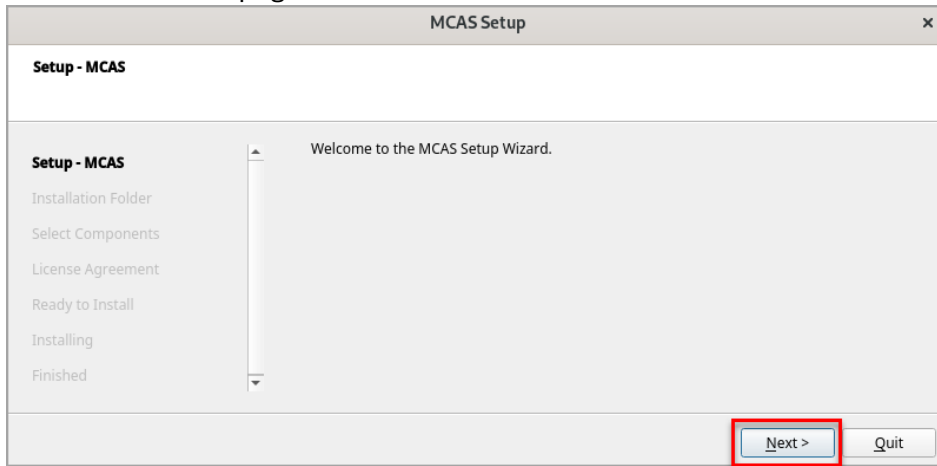 MCAS Setup
Setup - MCAS
Setup - MCAS
Welcome to the MCAS Setup Wizard.
Installation Folder
Select Components
License Agreement
Ready to Install
Installing
Finished
Next >
Quit